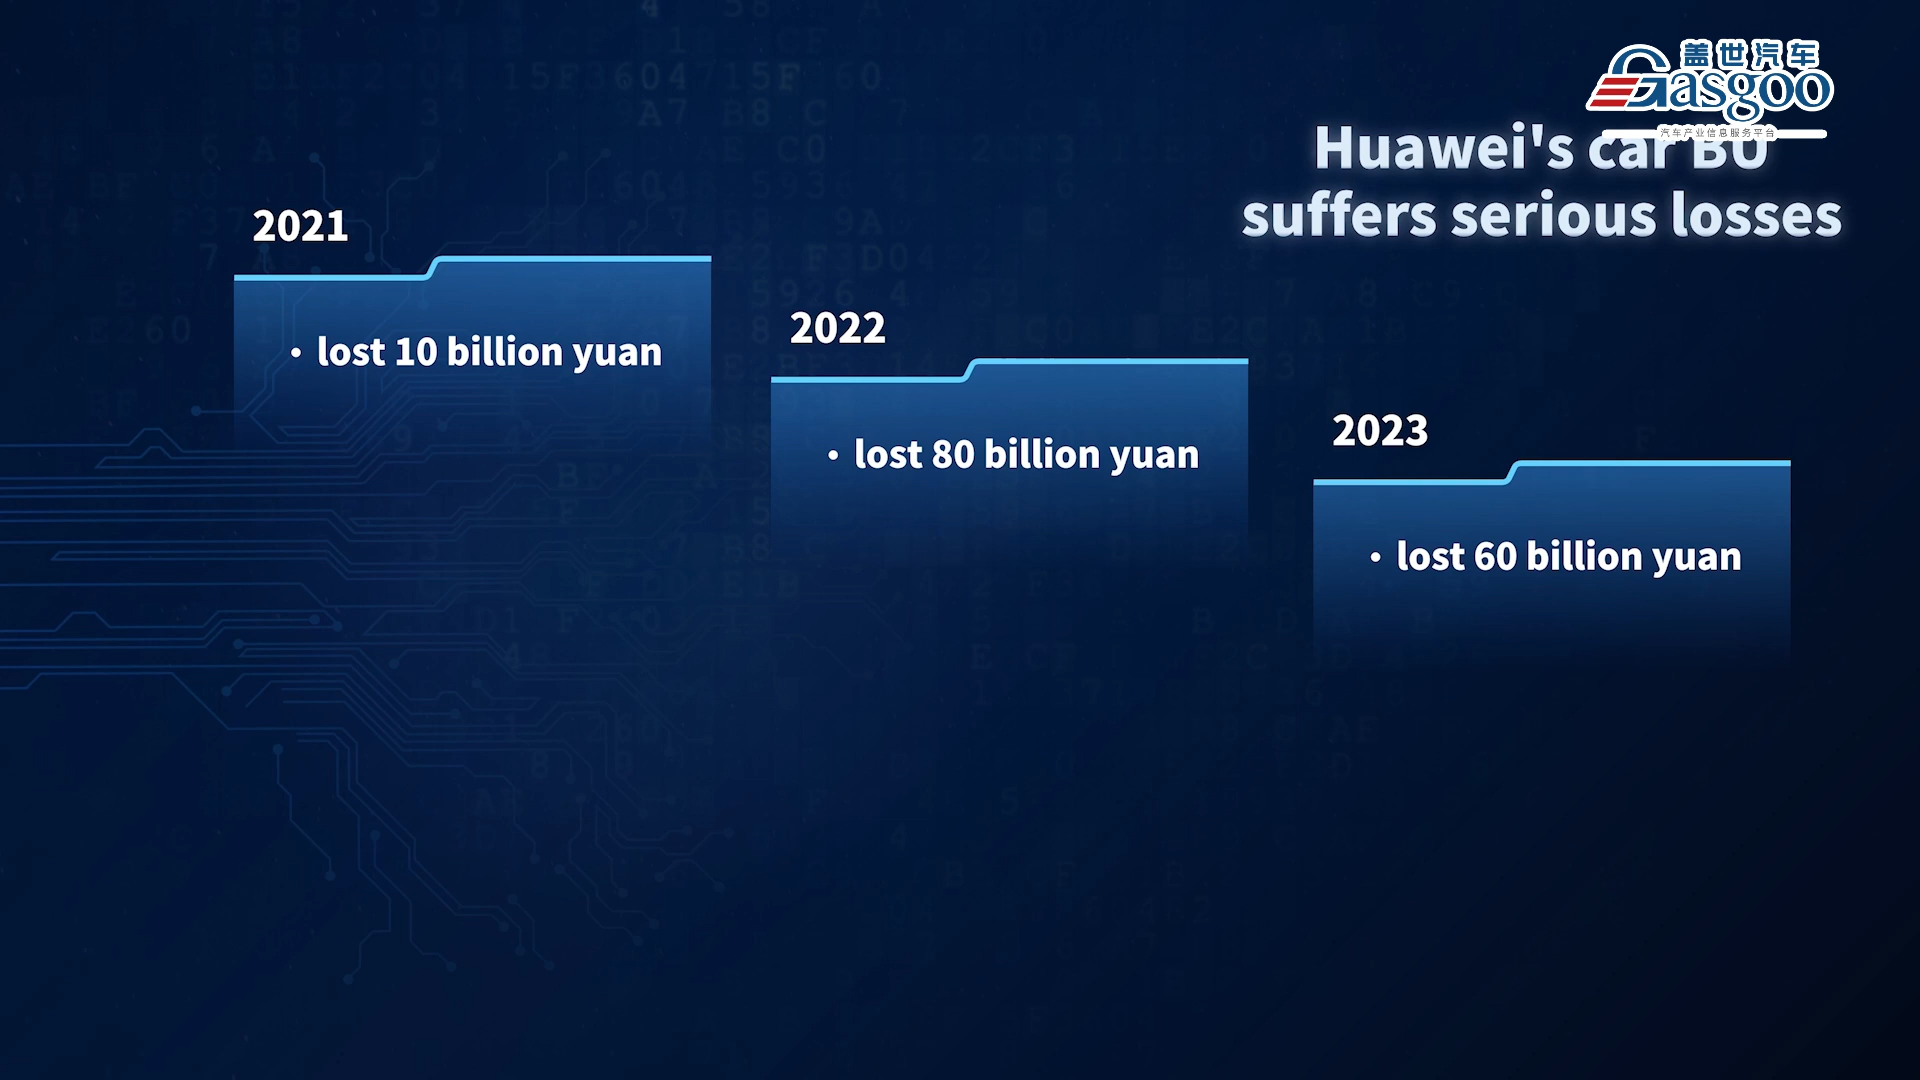 盖世汽车
Gasgoo
汽车产业信息服务平台
Huawei's car BU
suffers serious losses
2021
• lost 10 billion yuan
2022
• lost 80 billion yuan
2023
• lost 60 billion yuan